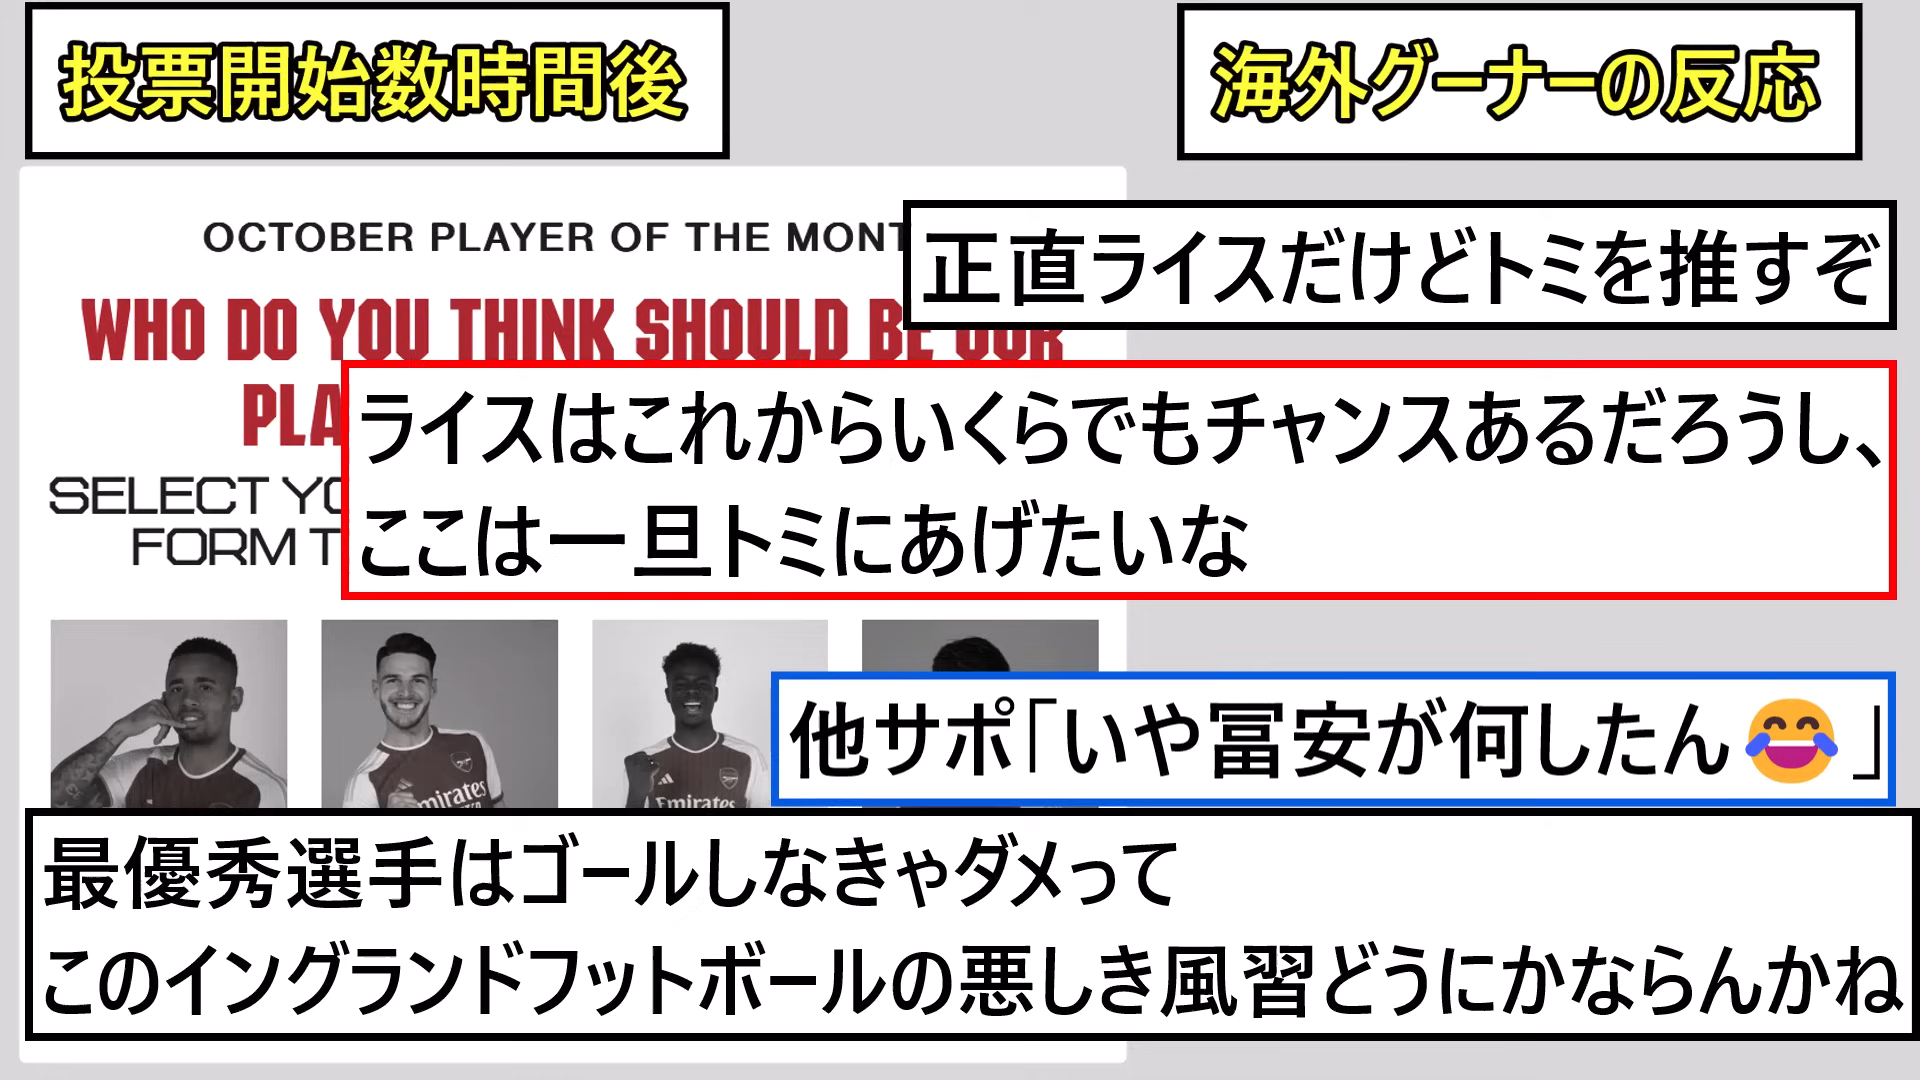 投票開始数時間後
海外グーナーの反応
OCTOBER PLAYER OF THE MONT
正直ライスだけどトミを推すぞ
WHO DO YOU THINK SHOULD BE OUR
PLA
ライスはこれからいくらでもチャンスあるだろうし、
ここは一旦トミにあげたいな
SELECT YO
FORM T
他サポ「いや冨安が何したん😂」
emirates
Emirates
最優秀選手はゴールしなきゃダメって
このイングランドフットボールの悪しき風習どうにかならんかね